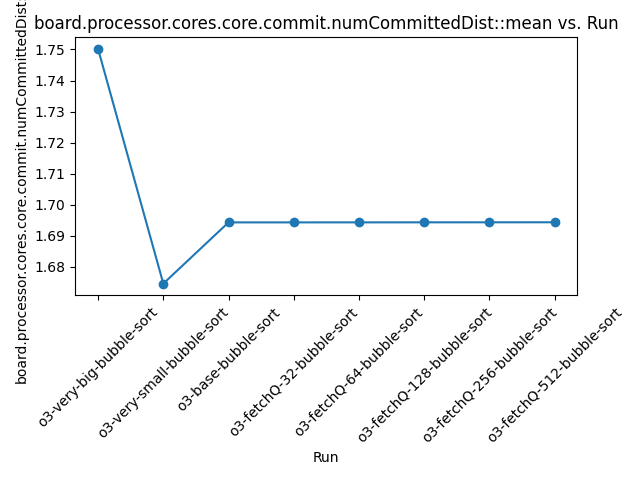 board.processor.cores.core.commit.numCommittedDist::mean vs. Run
board.processor.cores.core.commit.numCommittedDist
1.75
1.74
1.73
1.72
1.71
1.70
1.69
1.68
o3-very-big-bubble-sort
o3-very-small-bubble-sort
o3-base-bubble-sort
o3-fetchQ-32-bubble-sort
o3-fetchQ-64-bubble-sort
o3-fetchQ-128-bubble-sort
o3-fetchQ-256-bubble-sort
o3-fetchQ-512-bubble-sort
Run